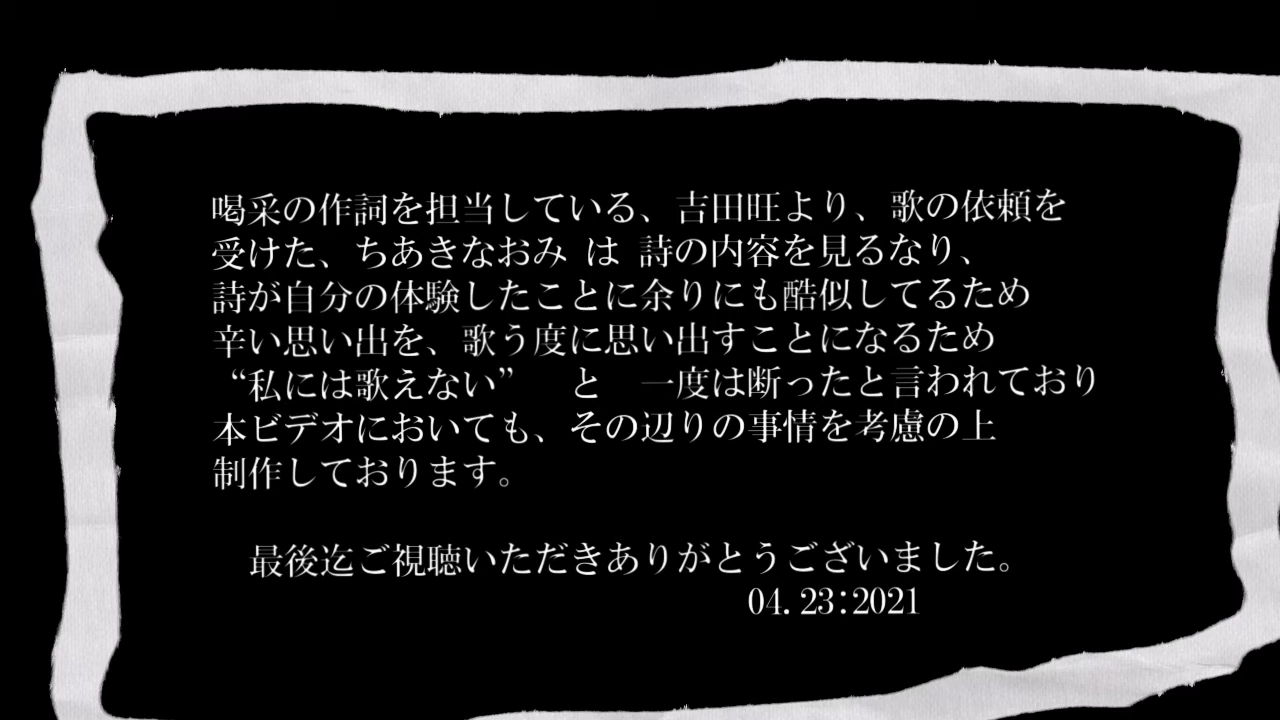 喝采の作詞を担当している、吉田旺より、歌の依頼を
受けた、ちあきなおみ は 詩の内容を見るなり、
詩が自分の体験したことに余りにも酷似してるため
辛い思い出を、歌う度に思い出すことになるため
“私には歌えない”　と　一度は断ったと言われており
本ビデオにおいても、その辺りの事情を考慮の上
制作しております。
最後迄ご視聴いただきありがとうございました。
04.23:2021